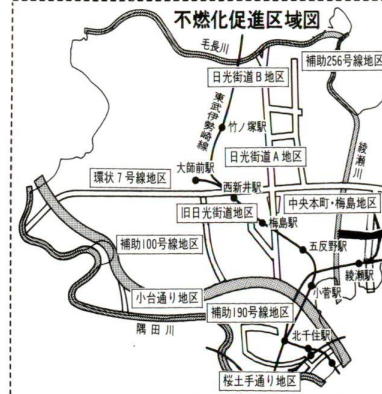 不燃化促進区域図
毛長川
補助256号線地区
日光街道B地区
東武伊勢崎線
竹ノ塚駅
綾瀬川
日光街道A地区
大師前駅
環状7号線地区
西新井駅
中央本町・梅島地区
旧日光街道地区
梅島駅
補助100号線地区
五反野駅
綾瀬駅
小台通り地区
小菅駅
補助190号線地区
隅田川
北千住駅
桜土手通り地区